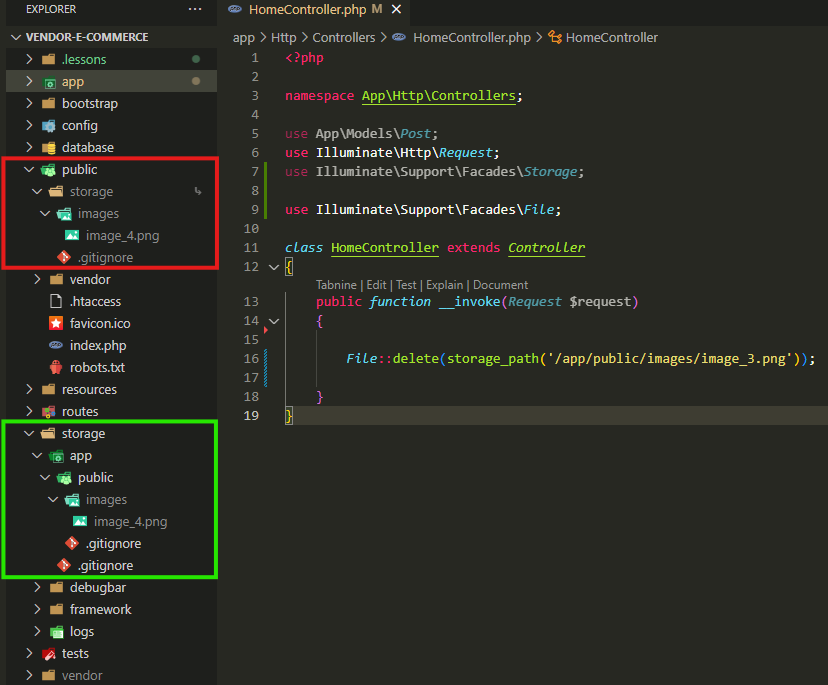 EXPLORER ···
VENDOR-E-COMMERCE
.lessons
app
bootstrap
config
database
public
storage
images
image_4.png
.gitignore
vendor
.htaccess
favicon.ico
index.php
robots.txt
resources
routes
storage
app
public
images
image_4.png
.gitignore
.gitignore
debugbar
framework
logs
tests
vendor
HomeController.php M
app > Http > Controllers > HomeController.php > HomeController
1 <?php
2
3 namespace App\Http\Controllers;
4
5 use App\Models\Post;
6 use Illuminate\Http\Request;
7 use Illuminate\Support\Facades\Storage;
8
9 use Illuminate\Support\Facades\File;
10
11 class HomeController extends Controller
12 {
Tabnine | Edit | Test | Explain | Document
13 public function __invoke(Request $request)
14 {
15
16 File::delete(storage_path('/app/public/images/image_3.png'));
17
18 }
19 }